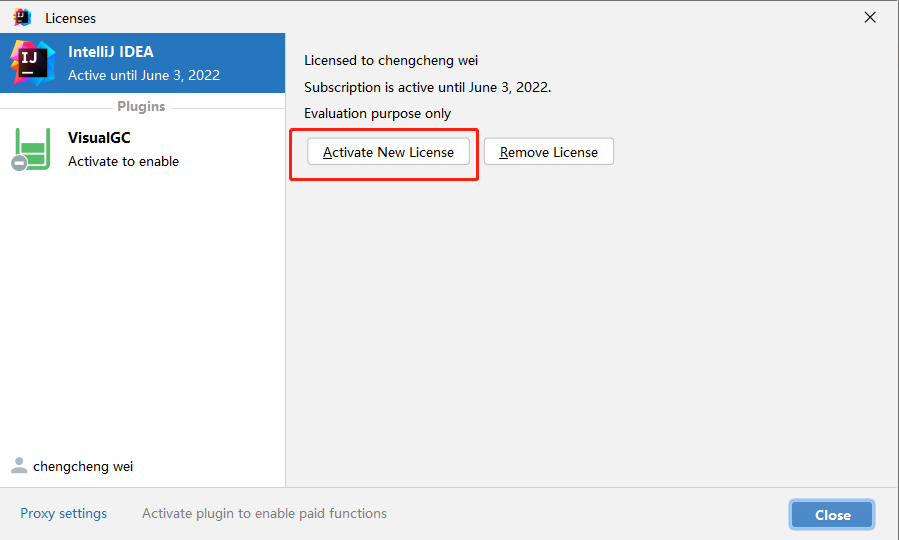 Licenses
IntelliJ IDEA
Active until June 3, 2022
Plugins
VisualGC
Activate to enable
chengcheng wei
Licensed to chengcheng wei
Subscription is active until June 3, 2022.
Evaluation purpose only
Activate New License
Remove License
Proxy settings
Activate plugin to enable paid functions
Close
IJ